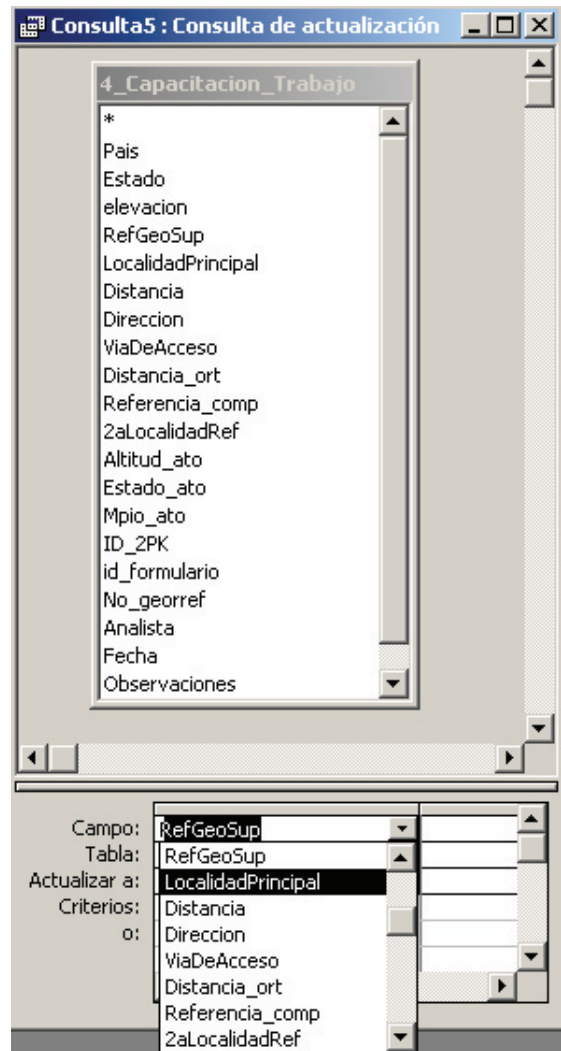 Consulta5 : Consulta de actualización
4_Capacitacion_Trabajo
*
Pais
Estado
elevacion
RefGeoSup
LocalidadPrincipal
Distancia
Direccion
ViaDeAcceso
Distancia_ort
Referencia_comp
2aLocalidadRef
Altitud_ato
Estado_ato
Mpio_ato
ID_2PK
id_formulario
No_georref
Analista
Fecha
Observaciones
Campo: RefGeoSup
Tabla: RefGeoSup
Actualizar a: LocalidadPrincipal
Criterios: Distancia
o: Direccion
ViaDeAcceso
Distancia_ort
Referencia_comp
2aLocalidadRef